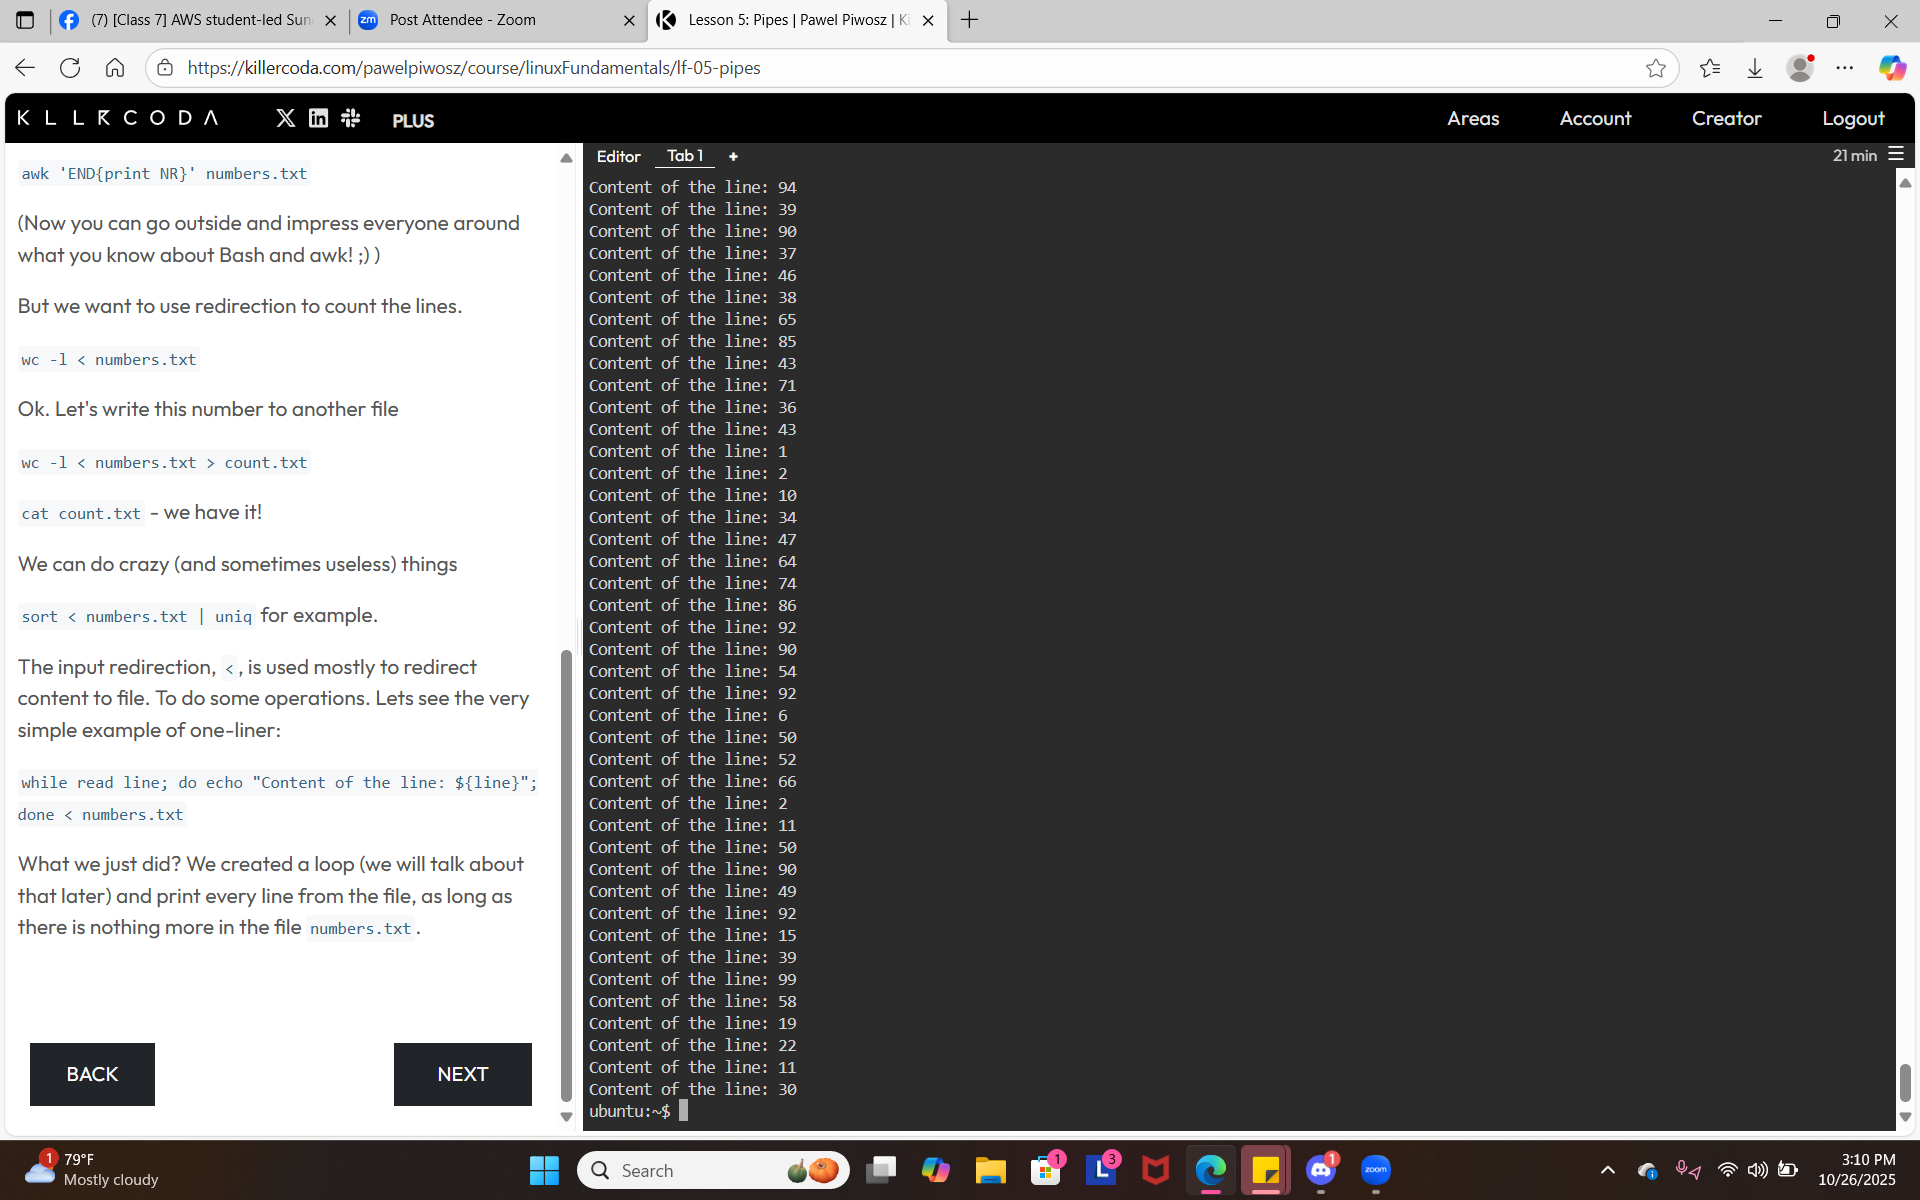 (7) [Class 7] AWS student-led Sun
Post Attendee - Zoom
Lesson 5: Pipes | Pawel Piwosz | Ki
https://killercoda.com/pawelpiwosz/course/linuxFundamentals/lf-05-pipes
KLLRCODA
PLUS
Areas
Account
Creator
Logout
awk 'END{print NR}' numbers.txt
(Now you can go outside and impress everyone around
what you know about Bash and awk! ;) )
But we want to use redirection to count the lines.
wc -l < numbers.txt
Ok. Let's write this number to another file
wc -l < numbers.txt > count.txt
cat count.txt - we have it!
We can do crazy (and sometimes useless) things
sort < numbers.txt | uniq for example.
The input redirection, <, is used mostly to redirect
content to file. To do some operations. Lets see the very
simple example of one-liner:
while read line; do echo "Content of the line: ${line}";
done < numbers.txt
What we just did? We created a loop (we will talk about
that later) and print every line from the file, as long as
there is nothing more in the file numbers.txt.
BACK
NEXT
Editor
Tab 1
+
21 min
Content of the line: 94
Content of the line: 39
Content of the line: 90
Content of the line: 37
Content of the line: 46
Content of the line: 38
Content of the line: 65
Content of the line: 85
Content of the line: 43
Content of the line: 71
Content of the line: 36
Content of the line: 43
Content of the line: 1
Content of the line: 2
Content of the line: 10
Content of the line: 34
Content of the line: 47
Content of the line: 64
Content of the line: 74
Content of the line: 86
Content of the line: 92
Content of the line: 90
Content of the line: 54
Content of the line: 92
Content of the line: 6
Content of the line: 50
Content of the line: 52
Content of the line: 66
Content of the line: 2
Content of the line: 11
Content of the line: 50
Content of the line: 90
Content of the line: 49
Content of the line: 92
Content of the line: 15
Content of the line: 39
Content of the line: 99
Content of the line: 58
Content of the line: 19
Content of the line: 22
Content of the line: 11
Content of the line: 30
ubuntu:~$
1
79°F
Mostly cloudy
Search
1
L
3
1
zoom
3:10 PM
10/26/2025